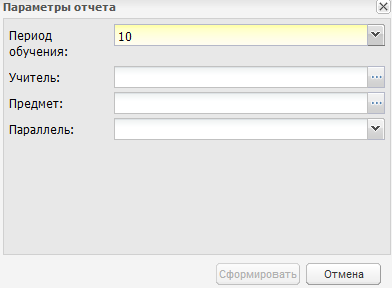 Параметры отчета
Период
обучения:
10
Учитель:
...
Предмет:
...
Параллель:
Сформировать
Отмена